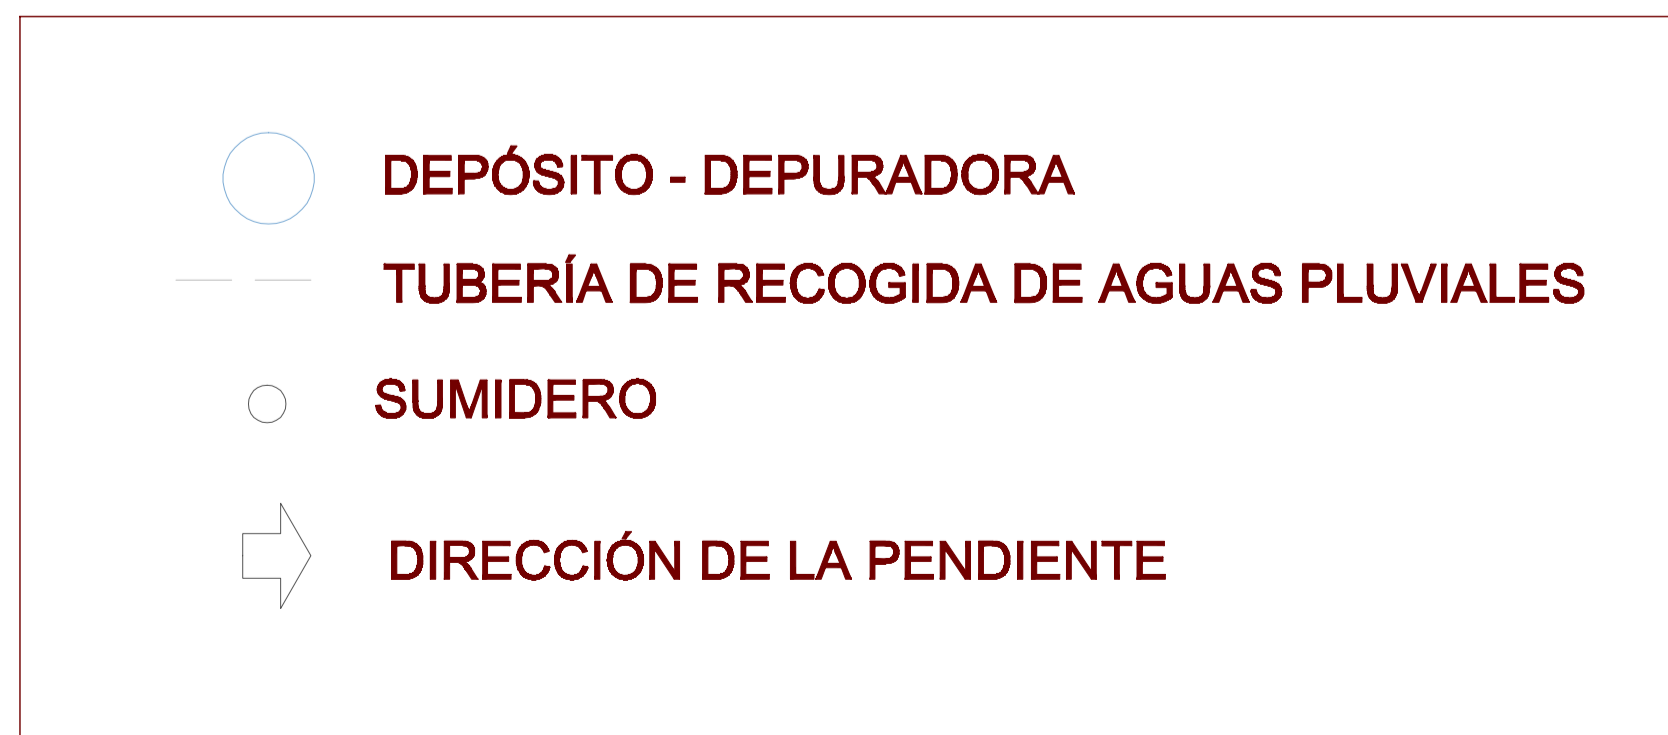 DEPÓSITO - DEPURADORA
TUBERÍA DE RECOGIDA DE AGUAS PLUVIALES
SUMIDERO
DIRECCIÓN DE LA PENDIENTE